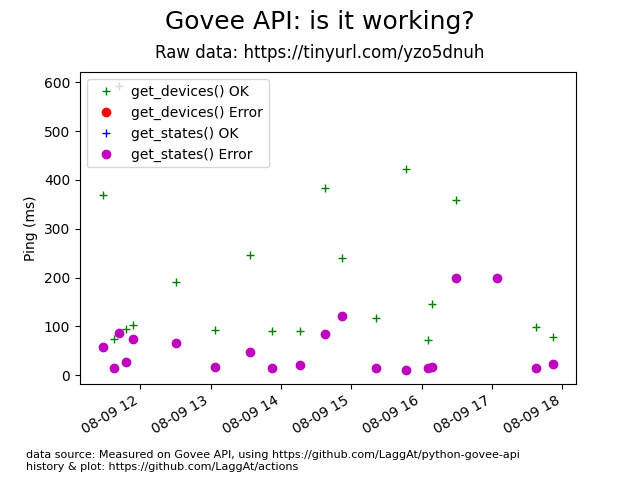 Govee API: is it working?
Raw data: https://tinyurl.com/yzo5dnuh
600
500
400
300
200
100
0
Ping (ms)
get_devices() OK
get_devices() Error
get_states() OK
get_states() Error
08-09 12
08-09 13
08-09 14
08-09 15
08-09 16
08-09 17
08-09 18
data source: Measured on Govee API, using https://github.com/LaggAt/python-govee-api
history & plot: https://github.com/LaggAt/actions